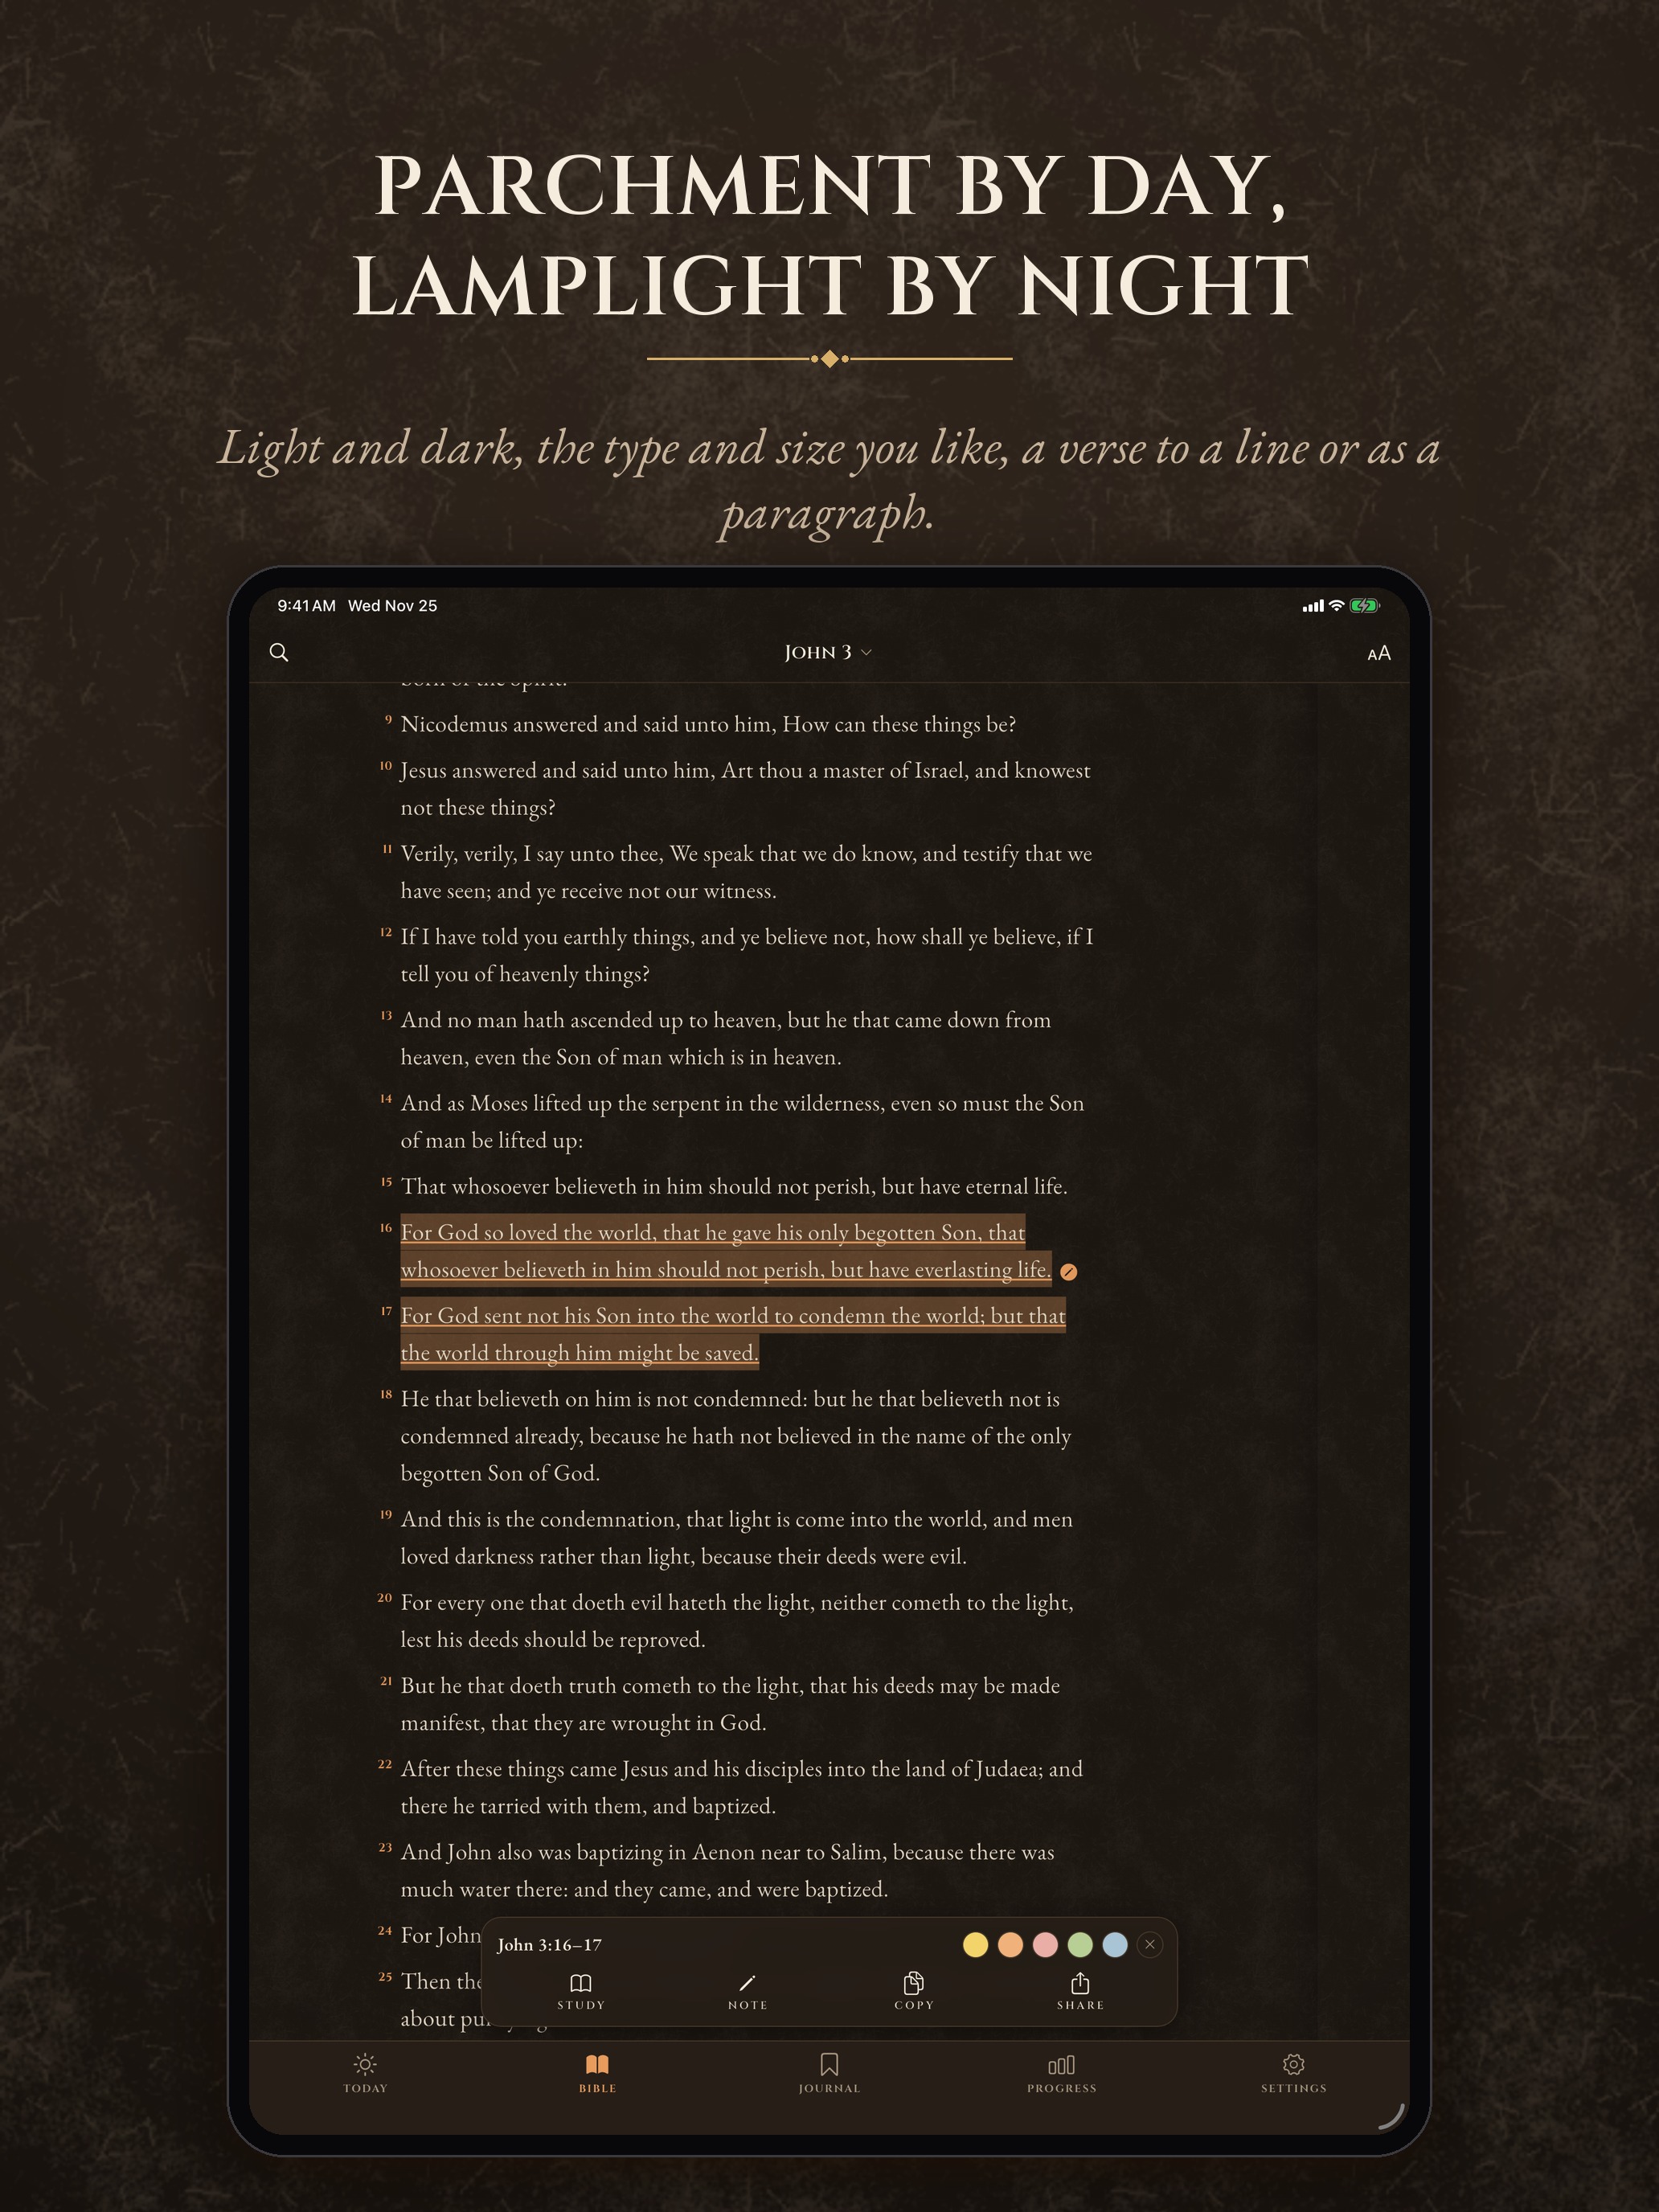 PARCHMENT BY DAY,
LAMPLIGHT BY NIGHT
Light and dark, the type and size you like, a verse to a line or as a
paragraph.
9:41 AM Wed Nov 25
JOHN 3
9 Nicodemus answered and said unto him, How can these things be?
10 Jesus answered and said unto him, Art thou a master of Israel, and knowest
not these things?
11 Verily, verily, I say unto thee, We speak that we do know, and testify that we
have seen; and ye receive not our witness.
12 If I have told you earthly things, and ye believe not, how shall ye believe, if I
tell you of heavenly things?
13 And no man hath ascended up to heaven, but he that came down from
heaven, even the Son of man which is in heaven.
14 And as Moses lifted up the serpent in the wilderness, even so must the Son
of man be lifted up:
15 That whosoever believeth in him should not perish, but have eternal life.
16 For God so loved the world, that he gave his only begotten Son, that
whosoever believeth in him should not perish, but have everlasting life.
17 For God sent not his Son into the world to condemn the world; but that
the world through him might be saved.
18 He that believeth on him is not condemned: but he that believeth not is
condemned already, because he hath not believed in the name of the only
begotten Son of God.
19 And this is the condemnation, that light is come into the world, and men
loved darkness rather than light, because their deeds were evil.
20 For every one that doeth evil hateth the light, neither cometh to the light,
lest his deeds should be reproved.
21 But he that doeth truth cometh to the light, that his deeds may be made
manifest, that they are wrought in God.
22 After these things came Jesus and his disciples into the land of Judaea; and
there he tarried with them, and baptized.
23 And John also was baptizing in Aenon near to Salim, because there was
much water there: and they came, and were baptized.
24 For John
25 Then the
about
John 3:16–17
STUDY NOTE COPY SHARE
TODAY BIBLE JOURNAL PROGRESS SETTINGS